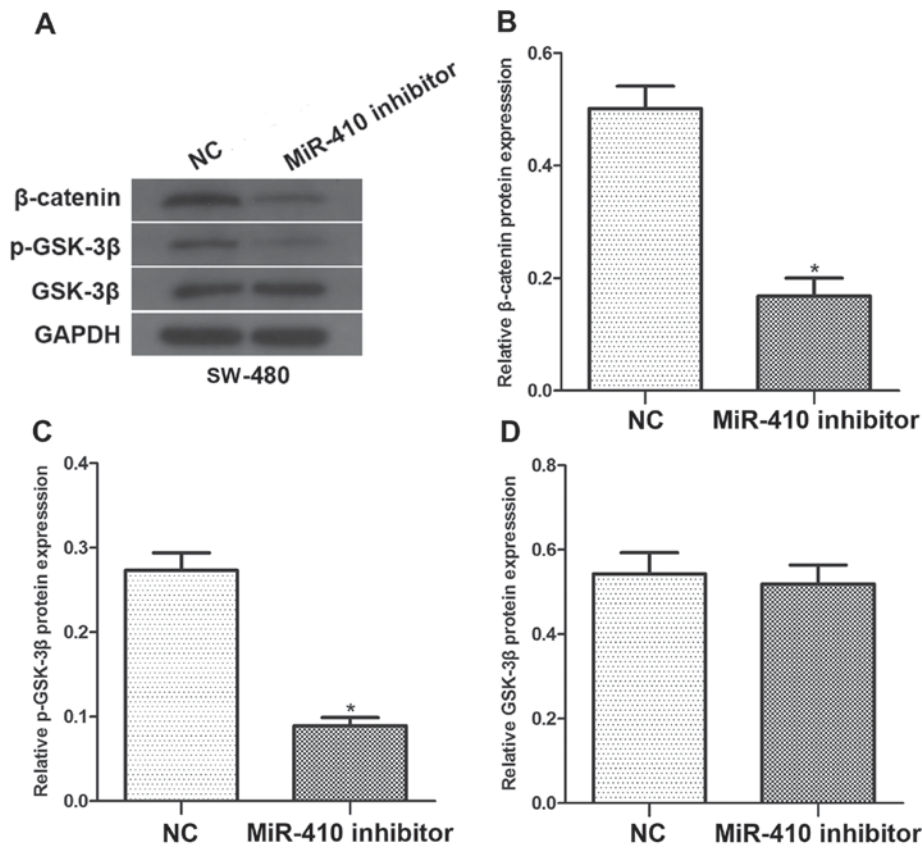 A
NC
MiR-410 inhibitor
β-catenin
p-GSK-3β
GSK-3β
GAPDH
SW-480
B
Relative β-catenin protein expresssion
0.6
0.4
0.2
0.0
*
NC
MiR-410 inhibitor
C
Relative p-GSK-3β protein expresssion
0.4
0.3
0.2
0.1
0.0
*
NC
MiR-410 inhibitor
D
Relative GSK-3β protein expresssion
0.8
0.6
0.4
0.2
0.0
NC
MiR-410 inhibitor